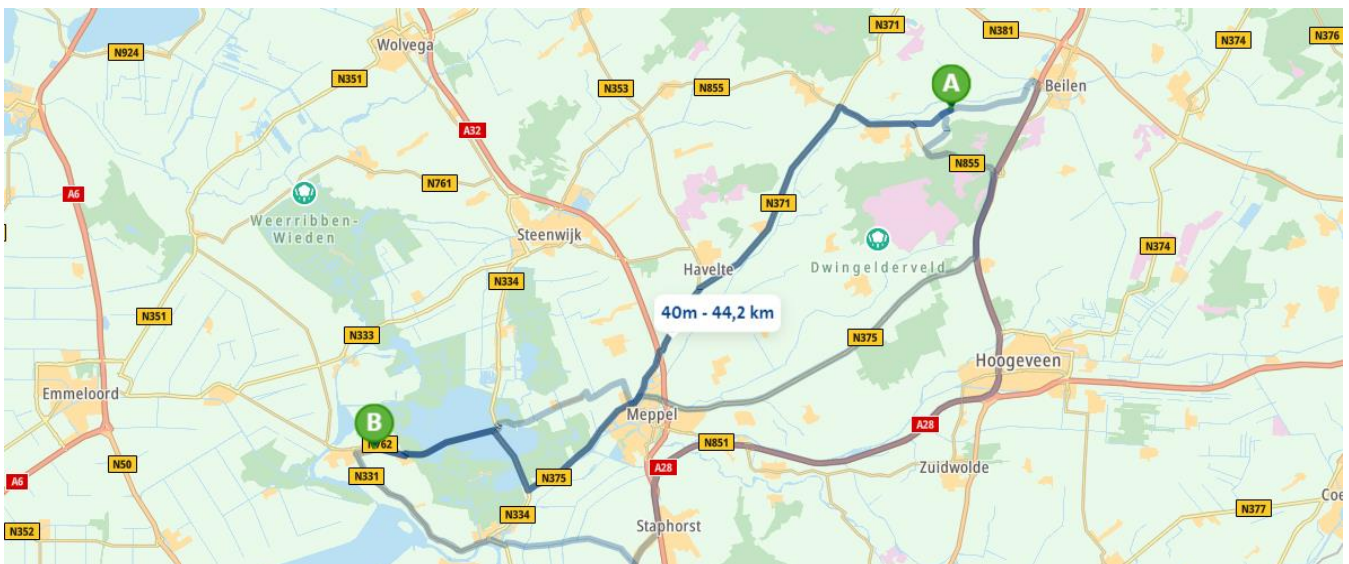 N371
N381
N374
N376
Wolvega
N924
N351
A
Beilen
N353
N855
A32
N855
N761
A6
Weerribben-
Wieden
N371
Steenwijk
Dwingelderveld
N374
Havelte
N334
40m - 44,2 km
N351
N333
N375
Hoogeveen
Emmeloord
Meppel
B
N762
A28
N851
N50
A28
Zuidwolde
N331
N375
A6
N334
N377
Coe
Staphorst
N352